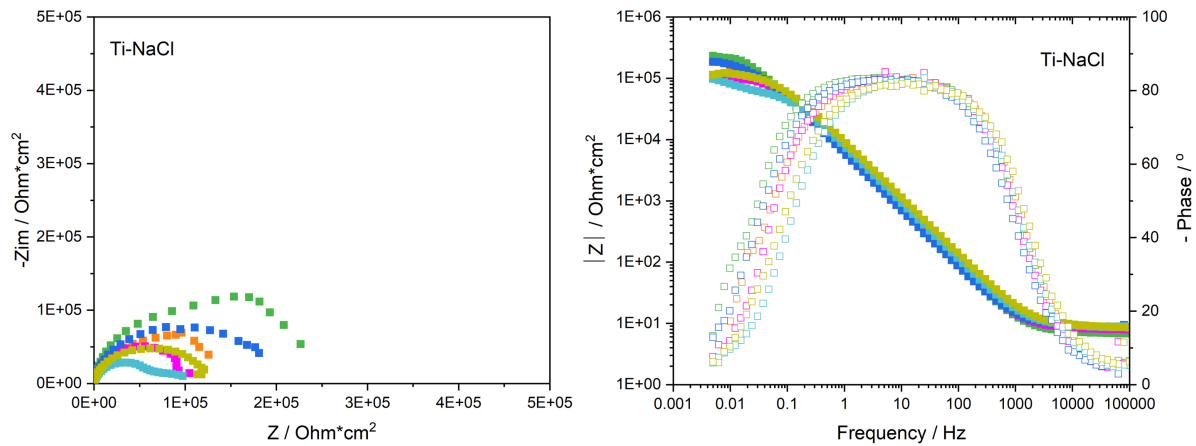 5E+05
Ti-NaCl
4E+05
3E+05
2E+05
1E+05
0E+00
-Zim / Ohm*cm²
0E+00 1E+05 2E+05 3E+05 4E+05 5E+05
Z / Ohm*cm²
1E+06
1E+05
1E+04
1E+03
1E+02
1E+01
1E+00
|Z| / Ohm*cm²
Ti-NaCl
100
80
60
40
20
0
- Phase / °
0.001 0.01 0.1 1 10 100 1000 10000 100000
Frequency / Hz